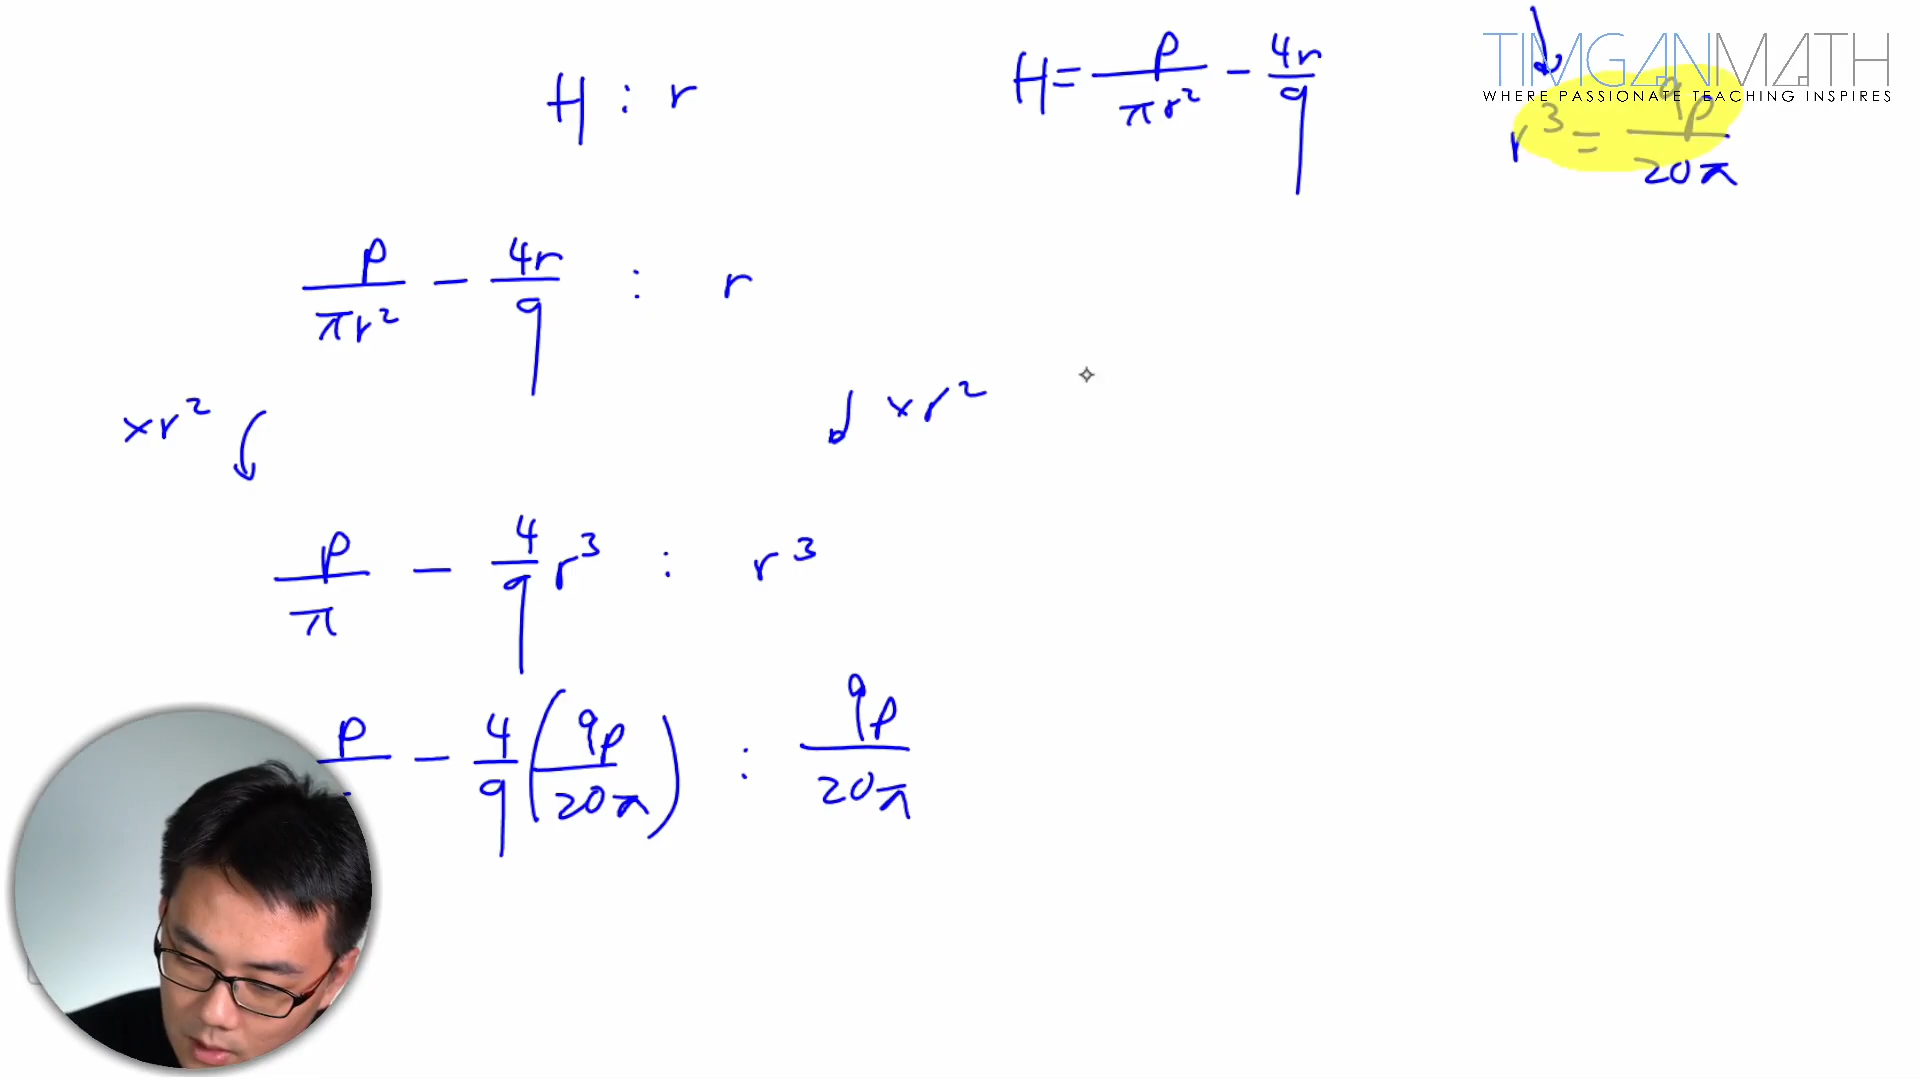 TIMGANMATH
WHERE PASSIONATE TEACHING INSPIRES
H : r
H = p/πr² − 4r/9
r³ = 9p/20π
p/πr² − 4r/9 : r
×r² ×r²
p/π − 4/9 r³ : r³
p − 4/9 (9p/20π) : 9p/20π